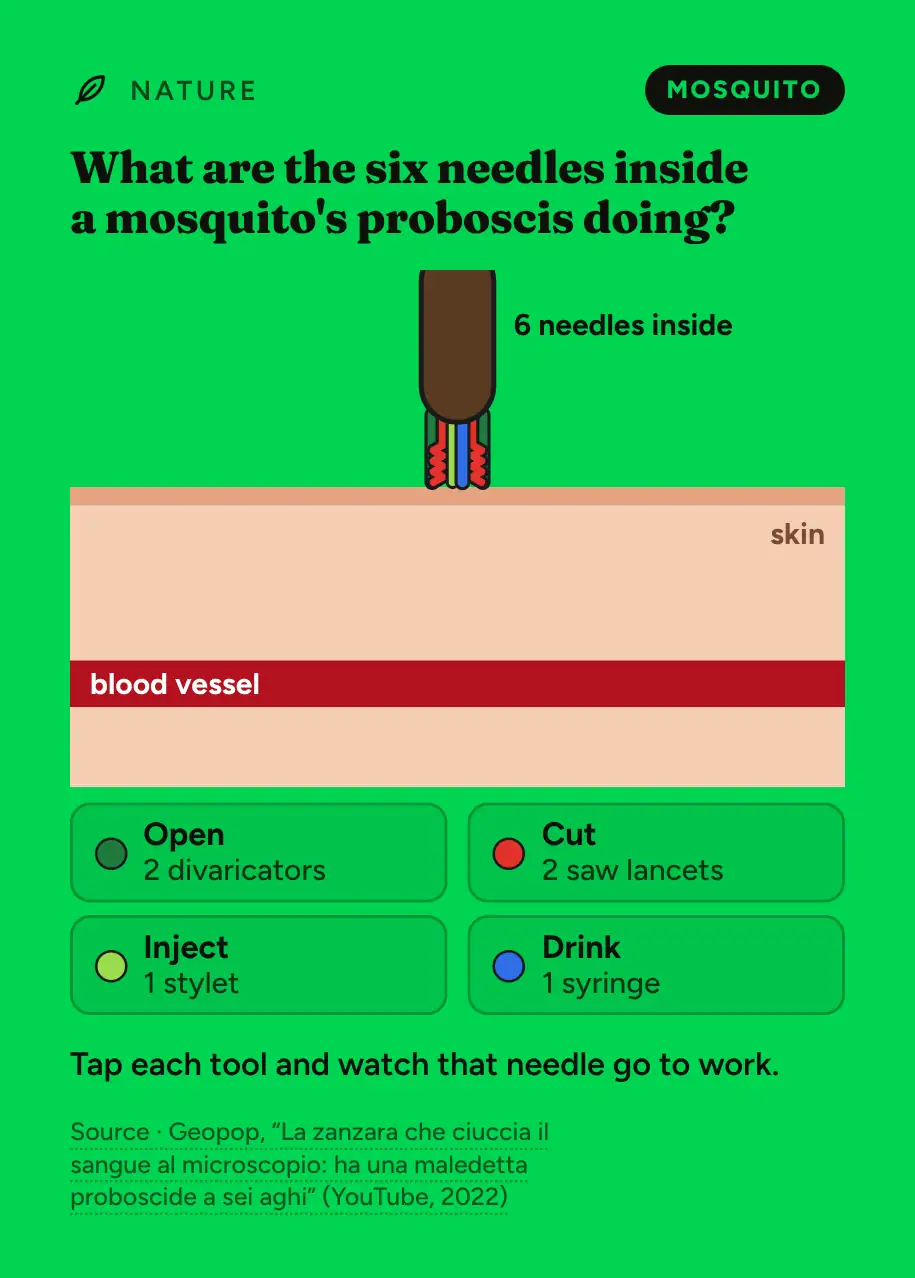 NATURE
MOSQUITO
What are the six needles inside
a mosquito's proboscis doing?
6 needles inside
skin
blood vessel
Open
2 divaricators
Cut
2 saw lancets
Inject
1 stylet
Drink
1 syringe
Tap each tool and watch that needle go to work.
Source · Geopop, “La zanzara che ciuccia il
sangue al microscopio: ha una maledetta
proboscide a sei aghi” (YouTube, 2022)